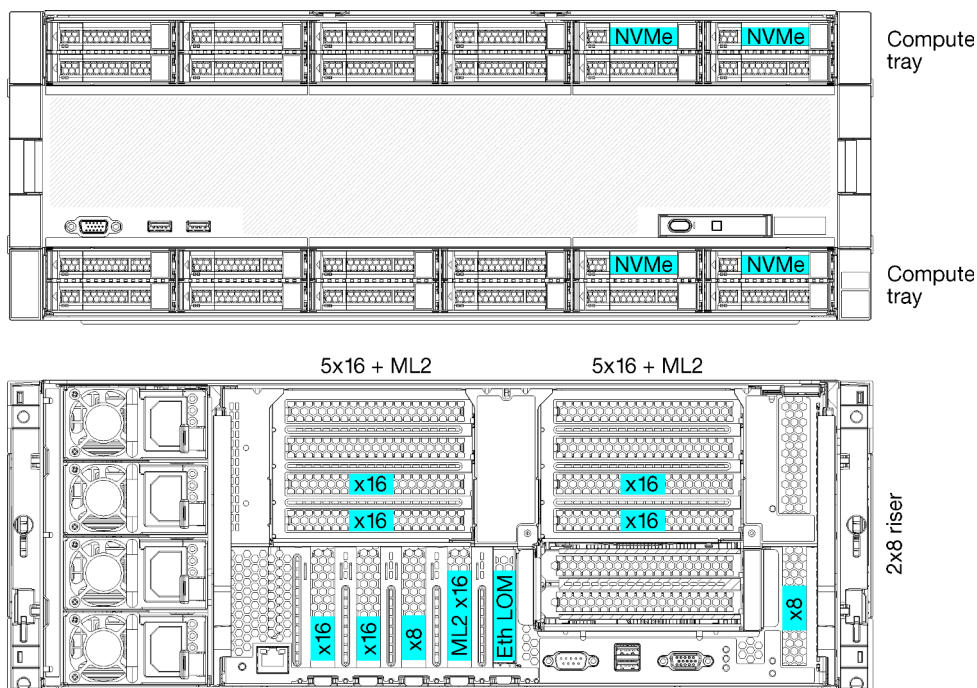 NVMe NVMe
Compute
tray
NVMe NVMe
Compute
tray
5x16 + ML2 5x16 + ML2
x16 x16
x16 x16
2x8 riser
x16 x16 x8 ML2 x16 Eth LOM x8